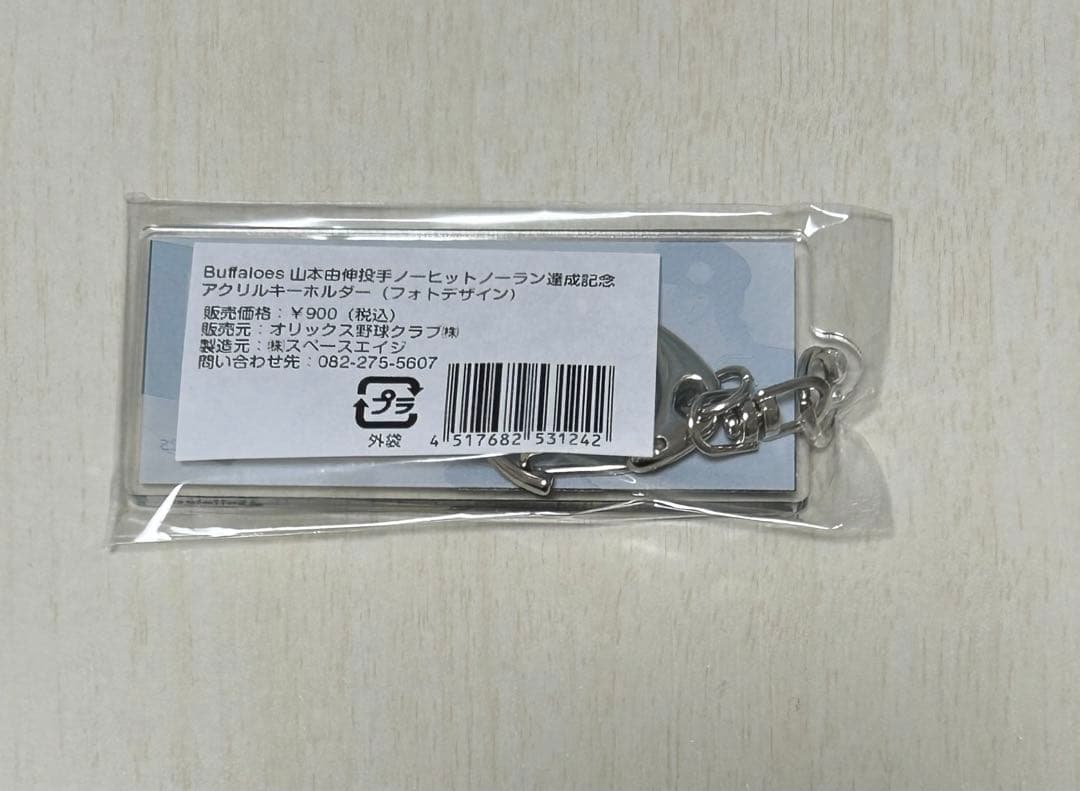 Buffaloes 山本由伸投手ノーヒットノーラン達成記念
アクリルキーホルダー（フォトデザイン）
販売価格：￥900（税込）
販売元：オリックス野球クラブ㈱
製造元：㈱スペースエイジ
問い合わせ先：082-275-5607
プラ
外袋
4 517682 531242